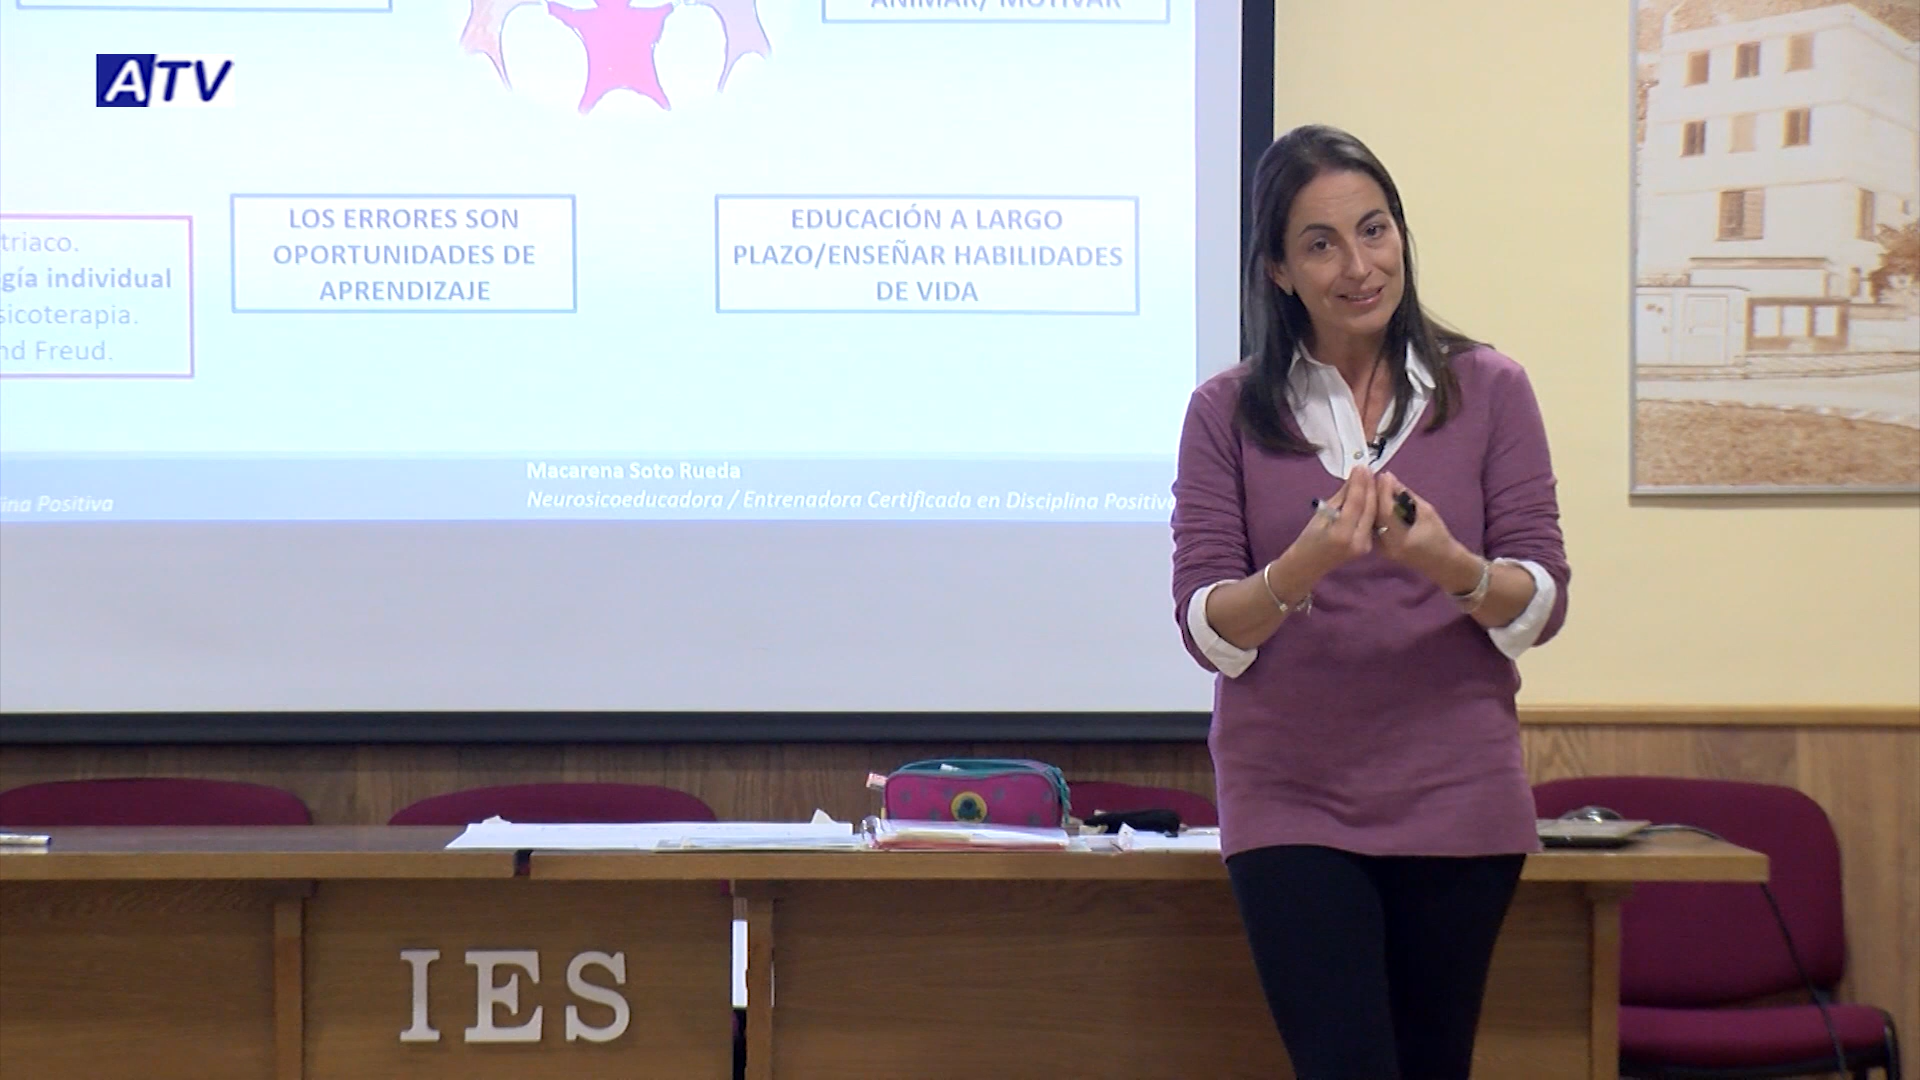 ANIMAR/ MOTIVAR
ATV
LOS ERRORES SON
OPORTUNIDADES DE
APRENDIZAJE
EDUCACIÓN A LARGO
PLAZO/ENSEÑAR HABILIDADES
DE VIDA
triaco.
gía individual
sicoterapia.
nd Freud.
Macarena Soto Rueda
Neurosicoeducadora / Entrenadora Certificada en Disciplina Positiva
ina Positiva
IES